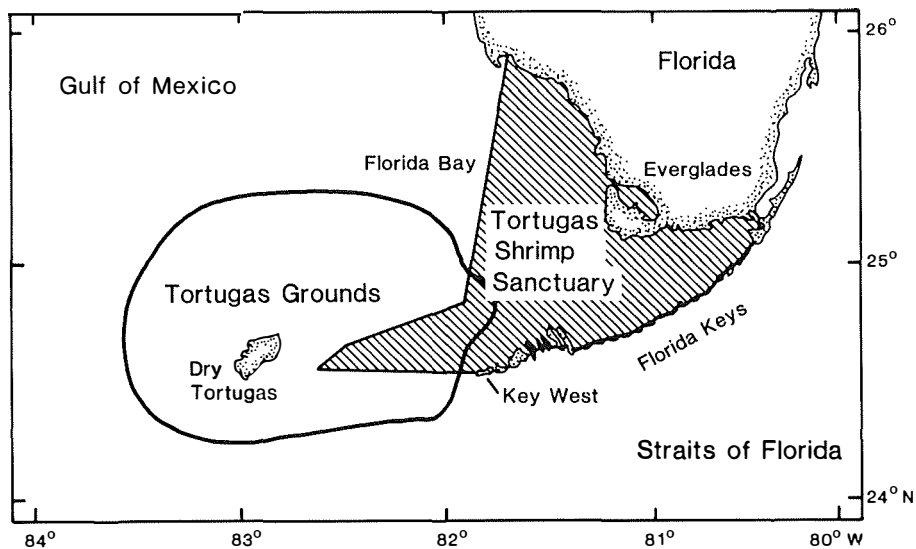 26°
Gulf of Mexico
Florida
Florida Bay
Everglades
Tortugas
Shrimp
Sanctuary
25°
Tortugas Grounds
Florida Keys
Dry
Tortugas
Key West
Straits of Florida
24° N
84°
83°
82°
81°
80° W